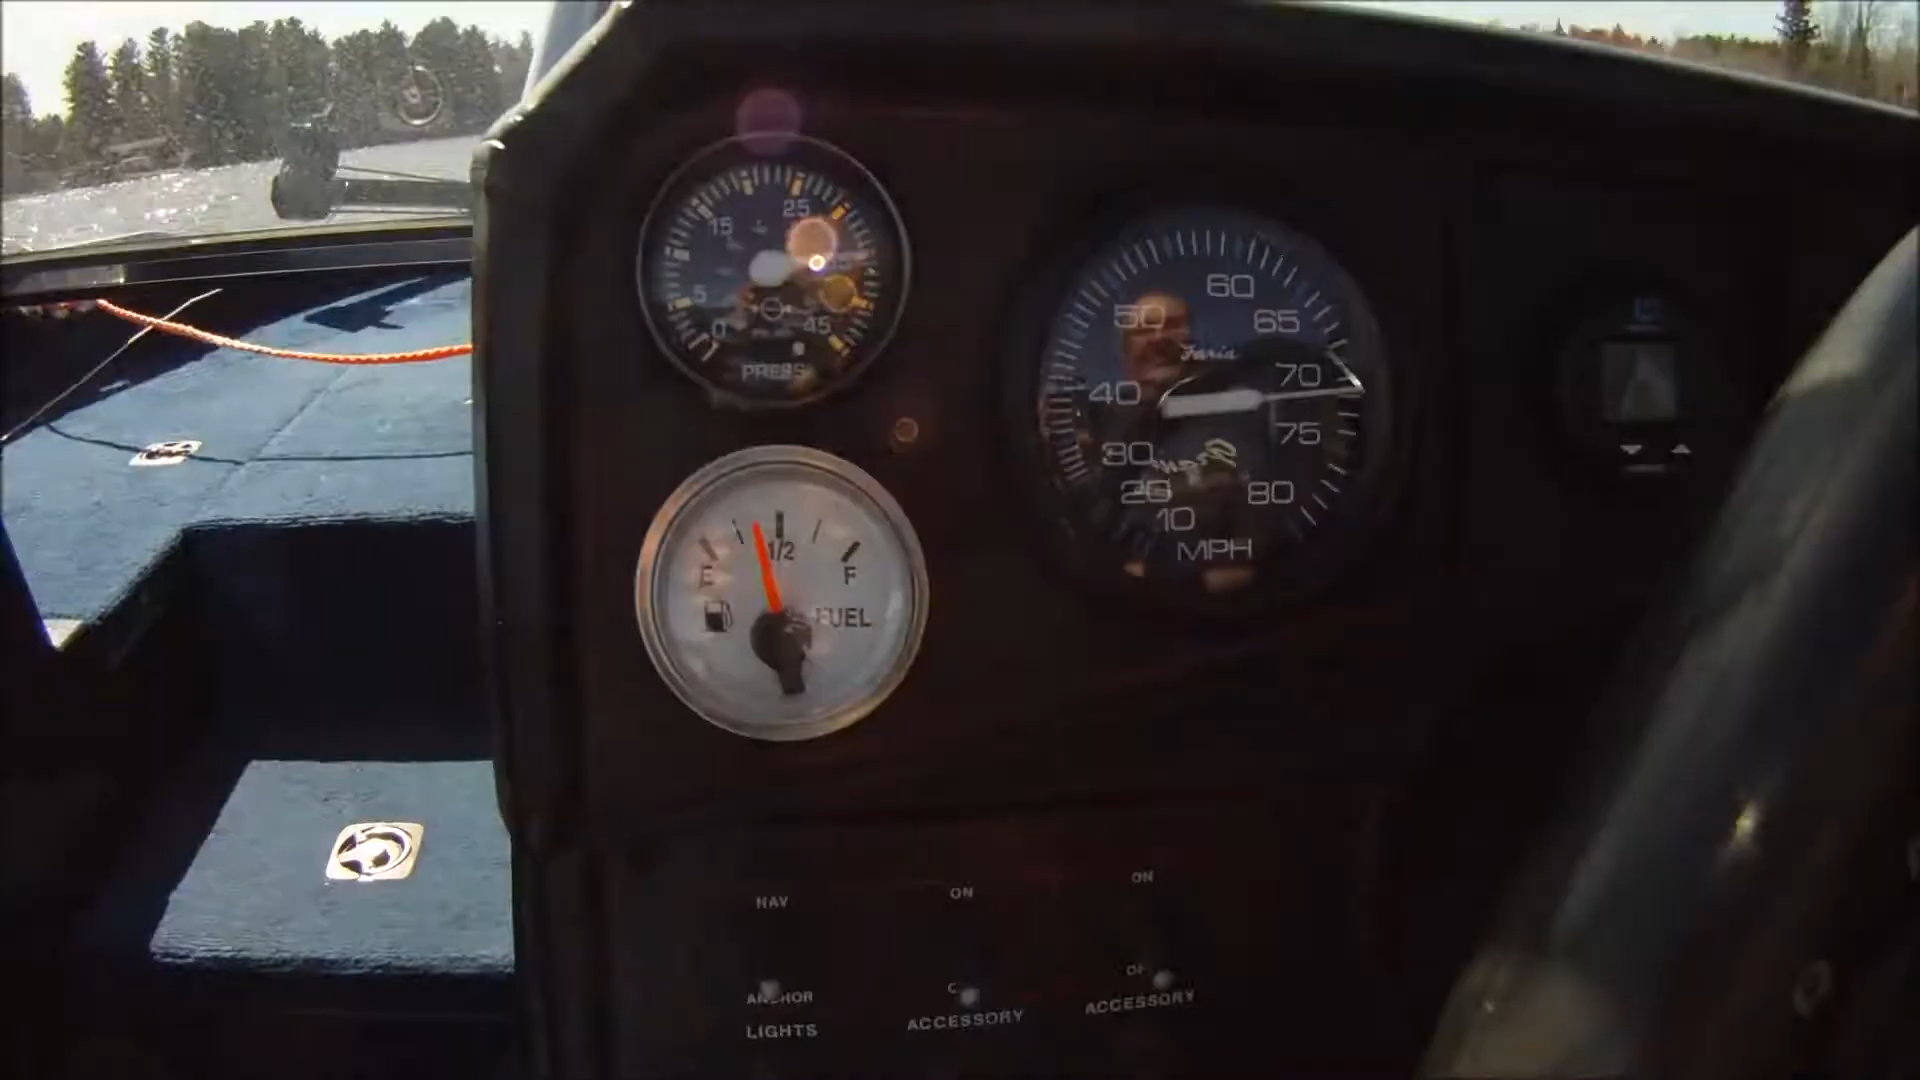 15
25
5
0
45
PRESS
E
1/2
F
FUEL
60
50
65
Faria
40
70
30
75
20
80
10
MPH
NAV
ON
ON
ANCHOR
LIGHTS
ACCESSORY
ACCESSORY